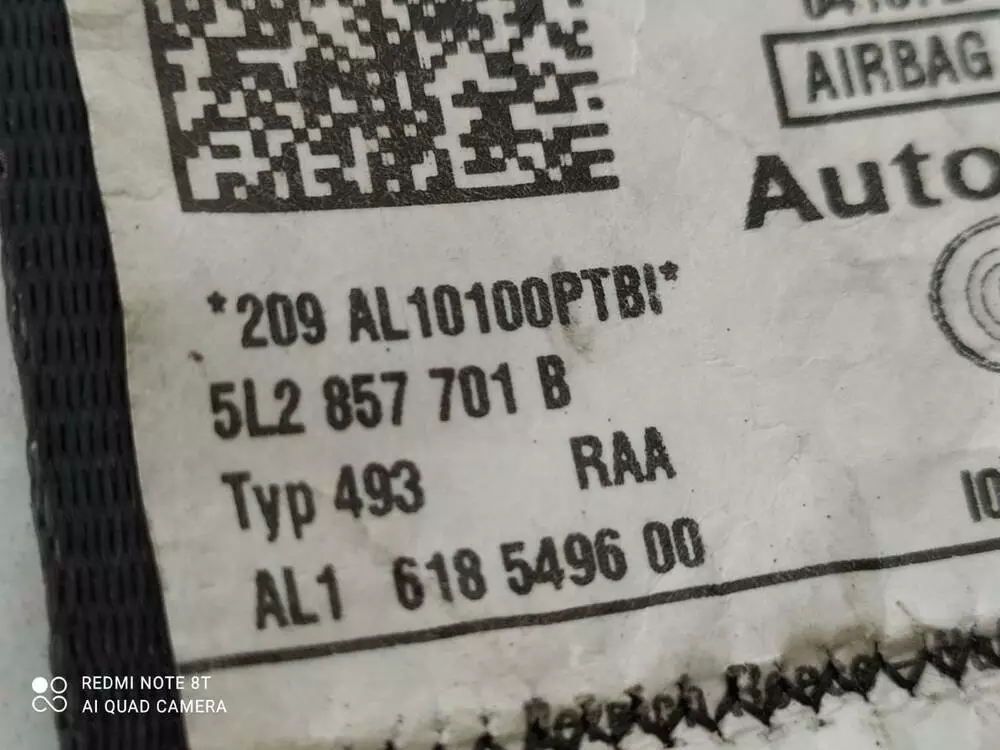 AIRBAG
Auto
*209 AL10100PTB!*
5L2 857 701 B
Typ 493 RAA
AL1 618 5496 00
REDMI NOTE 8T
AI QUAD CAMERA